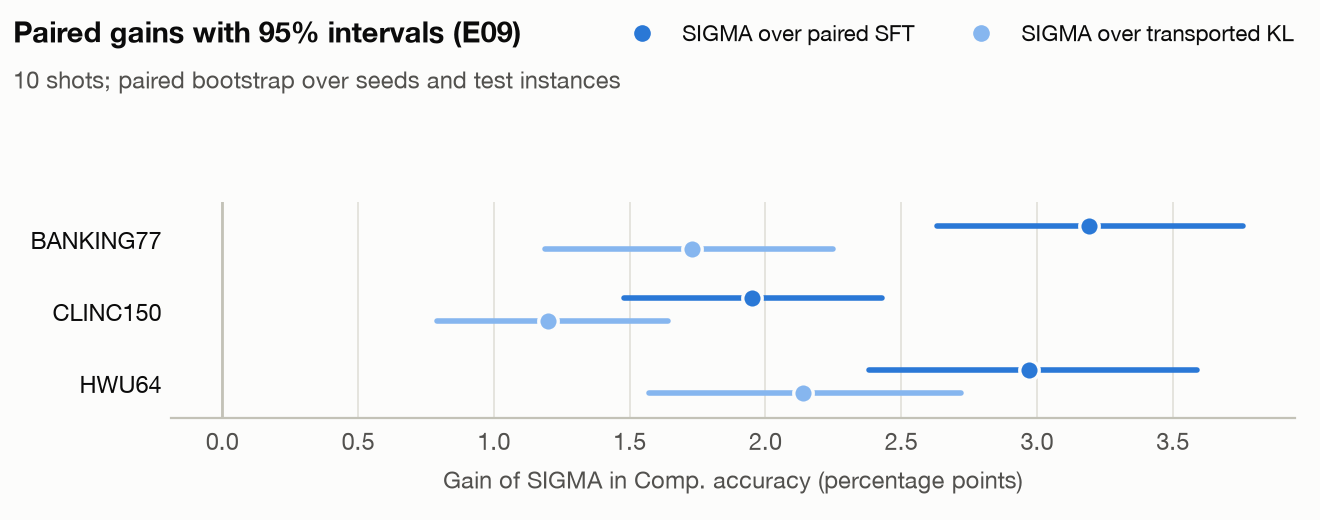 Paired gains with 95% intervals (E09)
SIGMA over paired SFT
SIGMA over transported KL
10 shots; paired bootstrap over seeds and test instances
BANKING77
CLINC150
HWU64
0.0 0.5 1.0 1.5 2.0 2.5 3.0 3.5
Gain of SIGMA in Comp. accuracy (percentage points)